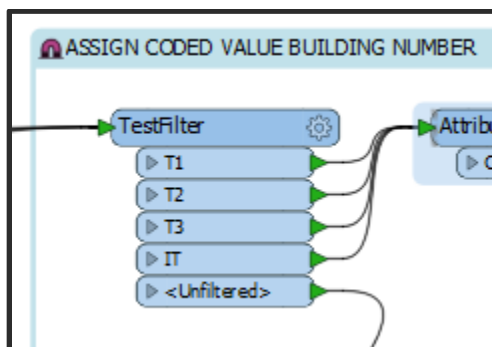 ASSIGN CODED VALUE BUILDING NUMBER
TestFilter
T1
T2
T3
IT
<Unfiltered>